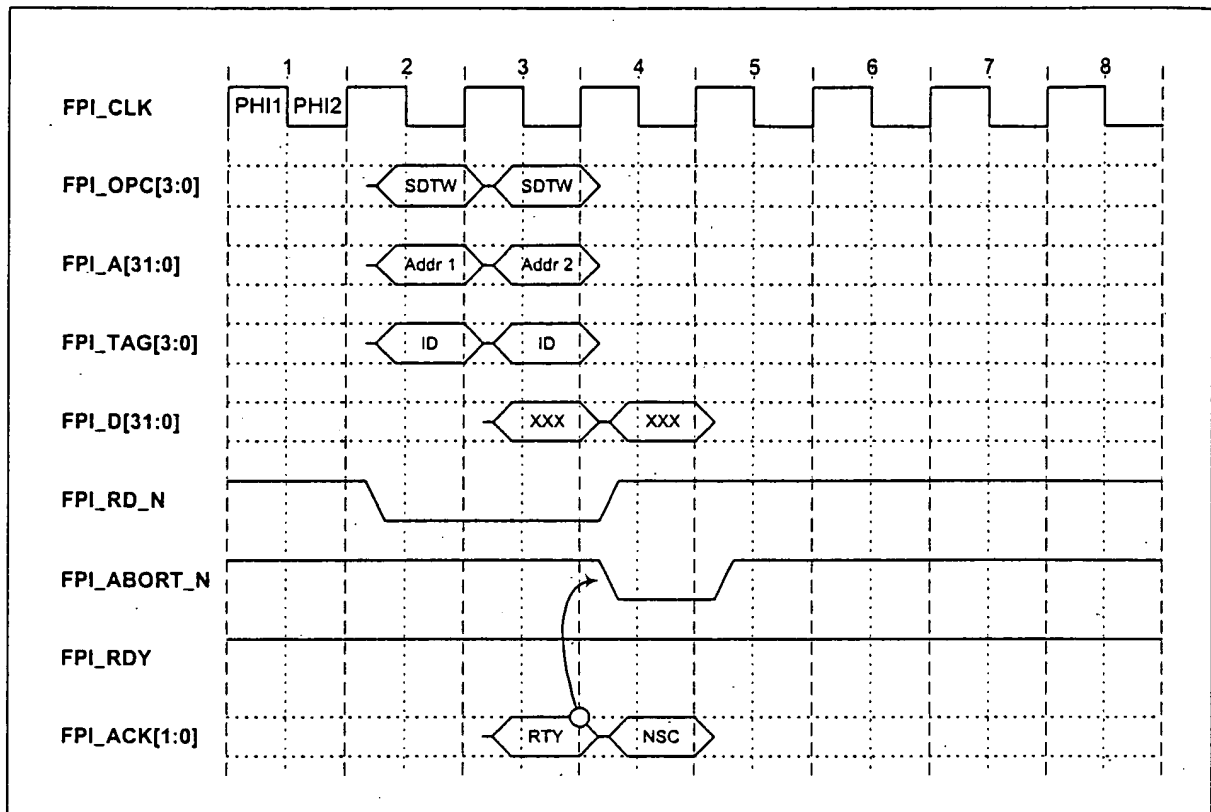 1 2 3 4 5 6 7 8
FPI_CLK PHI1 PHI2
FPI_OPC[3:0] SDTW SDTW
FPI_A[31:0] Addr 1 Addr 2
FPI_TAG[3:0] ID ID
FPI_D[31:0] XXX XXX
FPI_RD_N
FPI_ABORT_N
FPI_RDY
FPI_ACK[1:0] RTY NSC